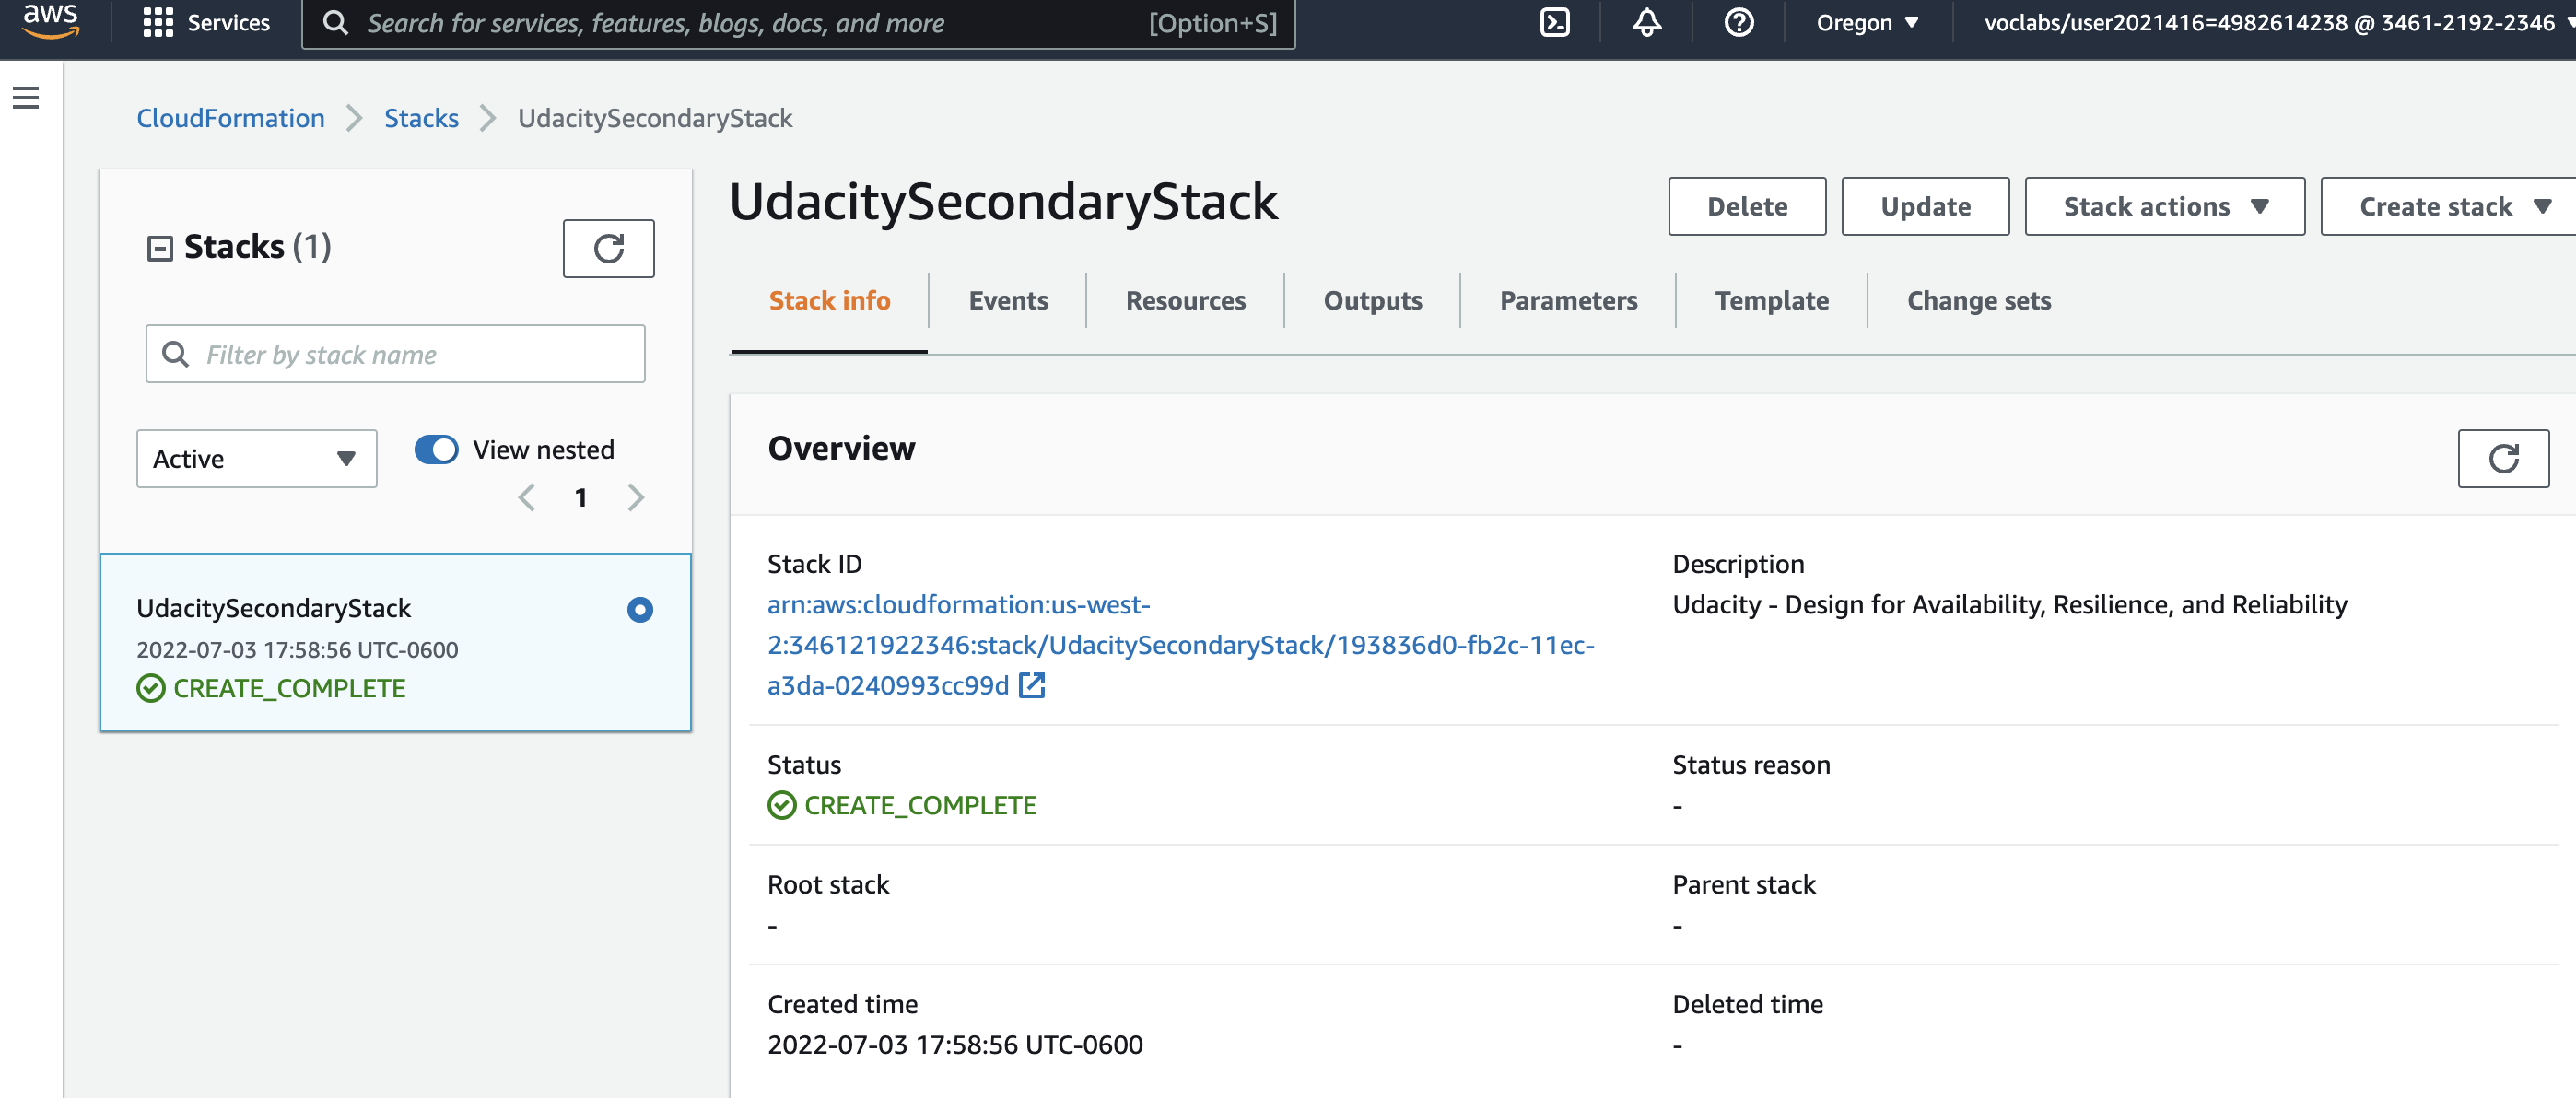 aws
Services
Search for services, features, blogs, docs, and more
[Option+S]
Oregon
voclabs/user2021416=4982614238 @ 3461-2192-2346
CloudFormation
Stacks
UdacitySecondaryStack
Stacks (1)
Filter by stack name
Active
View nested
1
UdacitySecondaryStack
2022-07-03 17:58:56 UTC-0600
CREATE_COMPLETE
UdacitySecondaryStack
Delete
Update
Stack actions
Create stack
Stack info
Events
Resources
Outputs
Parameters
Template
Change sets
Overview
Stack ID
arn:aws:cloudformation:us-west-
2:346121922346:stack/UdacitySecondaryStack/193836d0-fb2c-11ec-
a3da-0240993cc99d
Description
Udacity - Design for Availability, Resilience, and Reliability
Status
CREATE_COMPLETE
Status reason
-
Root stack
-
Parent stack
-
Created time
2022-07-03 17:58:56 UTC-0600
Deleted time
-